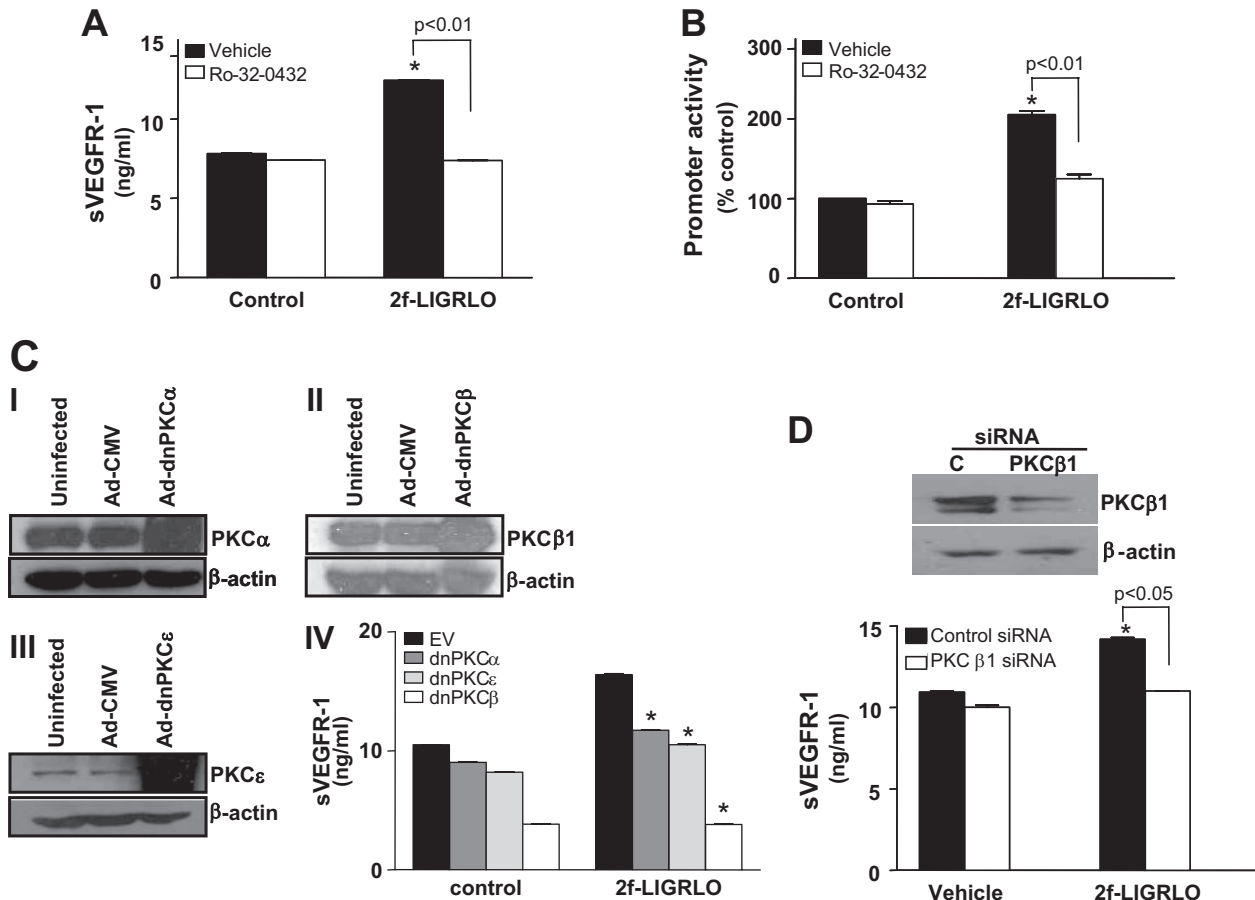 A
15
10
5
0
sVEGFR-1
(ng/ml)
Vehicle
Ro-32-0432
p<0.01
*
Control
2f-LIGRLO
B
300
200
100
0
Promoter activity
(% control)
Vehicle
Ro-32-0432
p<0.01
*
Control
2f-LIGRLO
C
I
Uninfected
Ad-CMV
Ad-dnPKCα
PKCα
β-actin
II
Uninfected
Ad-CMV
Ad-dnPKCβ
PKCβ1
β-actin
III
Uninfected
Ad-CMV
Ad-dnPKCε
PKCε
β-actin
IV
20
10
0
sVEGFR-1
(ng/ml)
EV
dnPKCα
dnPKCε
dnPKCβ
*
*
*
control
2f-LIGRLO
D
siRNA
C PKCβ1
PKCβ1
β-actin
15
10
5
0
sVEGFR-1
(ng/ml)
Control siRNA
PKC β1 siRNA
p<0.05
*
Vehicle
2f-LIGRLO